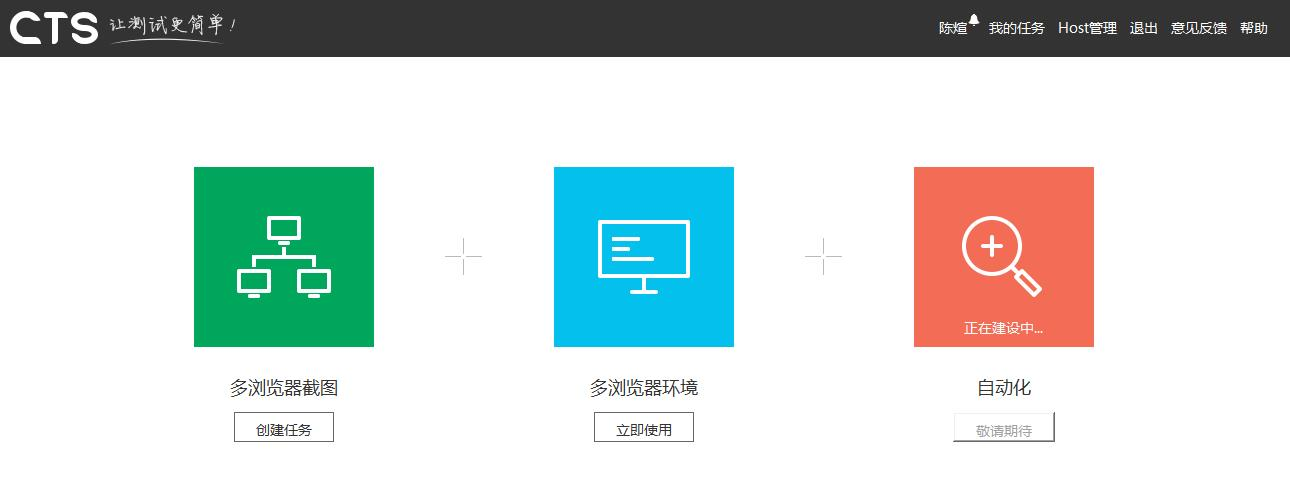 CTS 让测试更简单！
陈煊 我的任务 Host管理 退出 意见反馈 帮助
正在建设中...
多浏览器截图 多浏览器环境 自动化
创建任务 立即使用 敬请期待